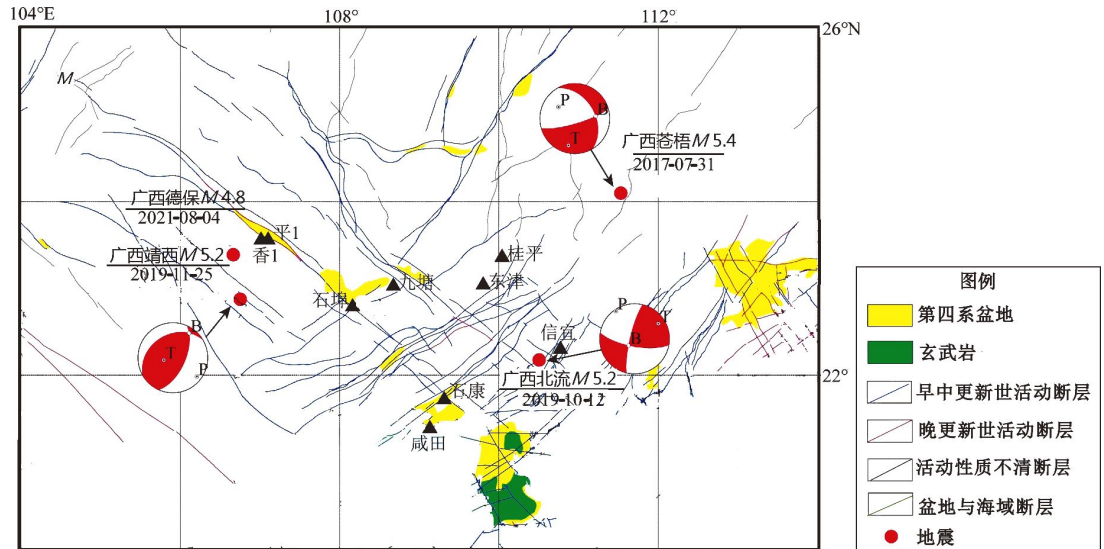 104°E
108°
112°
26°N
M
P
B
T
广西苍梧M 5.4
2017-07-31
广西德保M 4.8
2021-08-04
平1
香1
广西靖西M 5.2
2019-11-25
桂平
九塘
东津
石埠
B
T
P
信宜
P
T
B
广西北流M 5.2
2019-10-12
22°
石康
咸田
图例
第四系盆地
玄武岩
早中更新世活动断层
晚更新世活动断层
活动性质不清断层
盆地与海域断层
地震